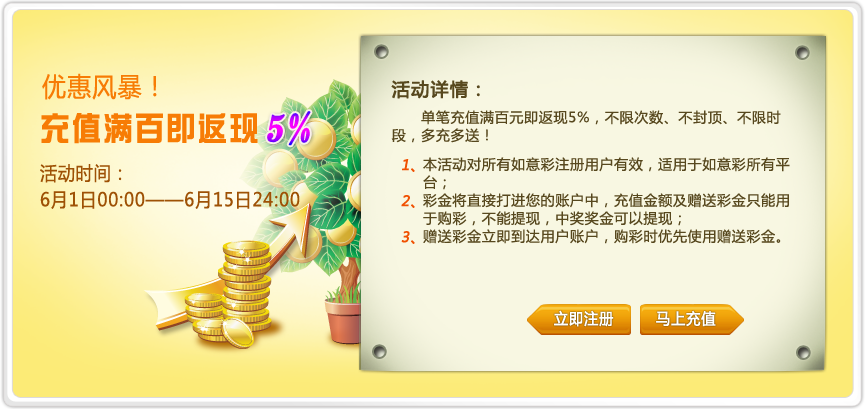 优惠风暴！
充值满百即返现 5%
活动时间：
6月1日00:00——6月15日24:00
活动详情：
单笔充值满百元即返现5%，不限次数、不封顶、不限时
段，多充多送！
1、本活动对所有如意彩注册用户有效，适用于如意彩所有平
台；
2、彩金将直接打进您的账户中，充值金额及赠送彩金只能用
于购彩，不能提现，中奖奖金可以提现；
3、赠送彩金立即到达用户账户，购彩时优先使用赠送彩金。
立即注册
马上充值